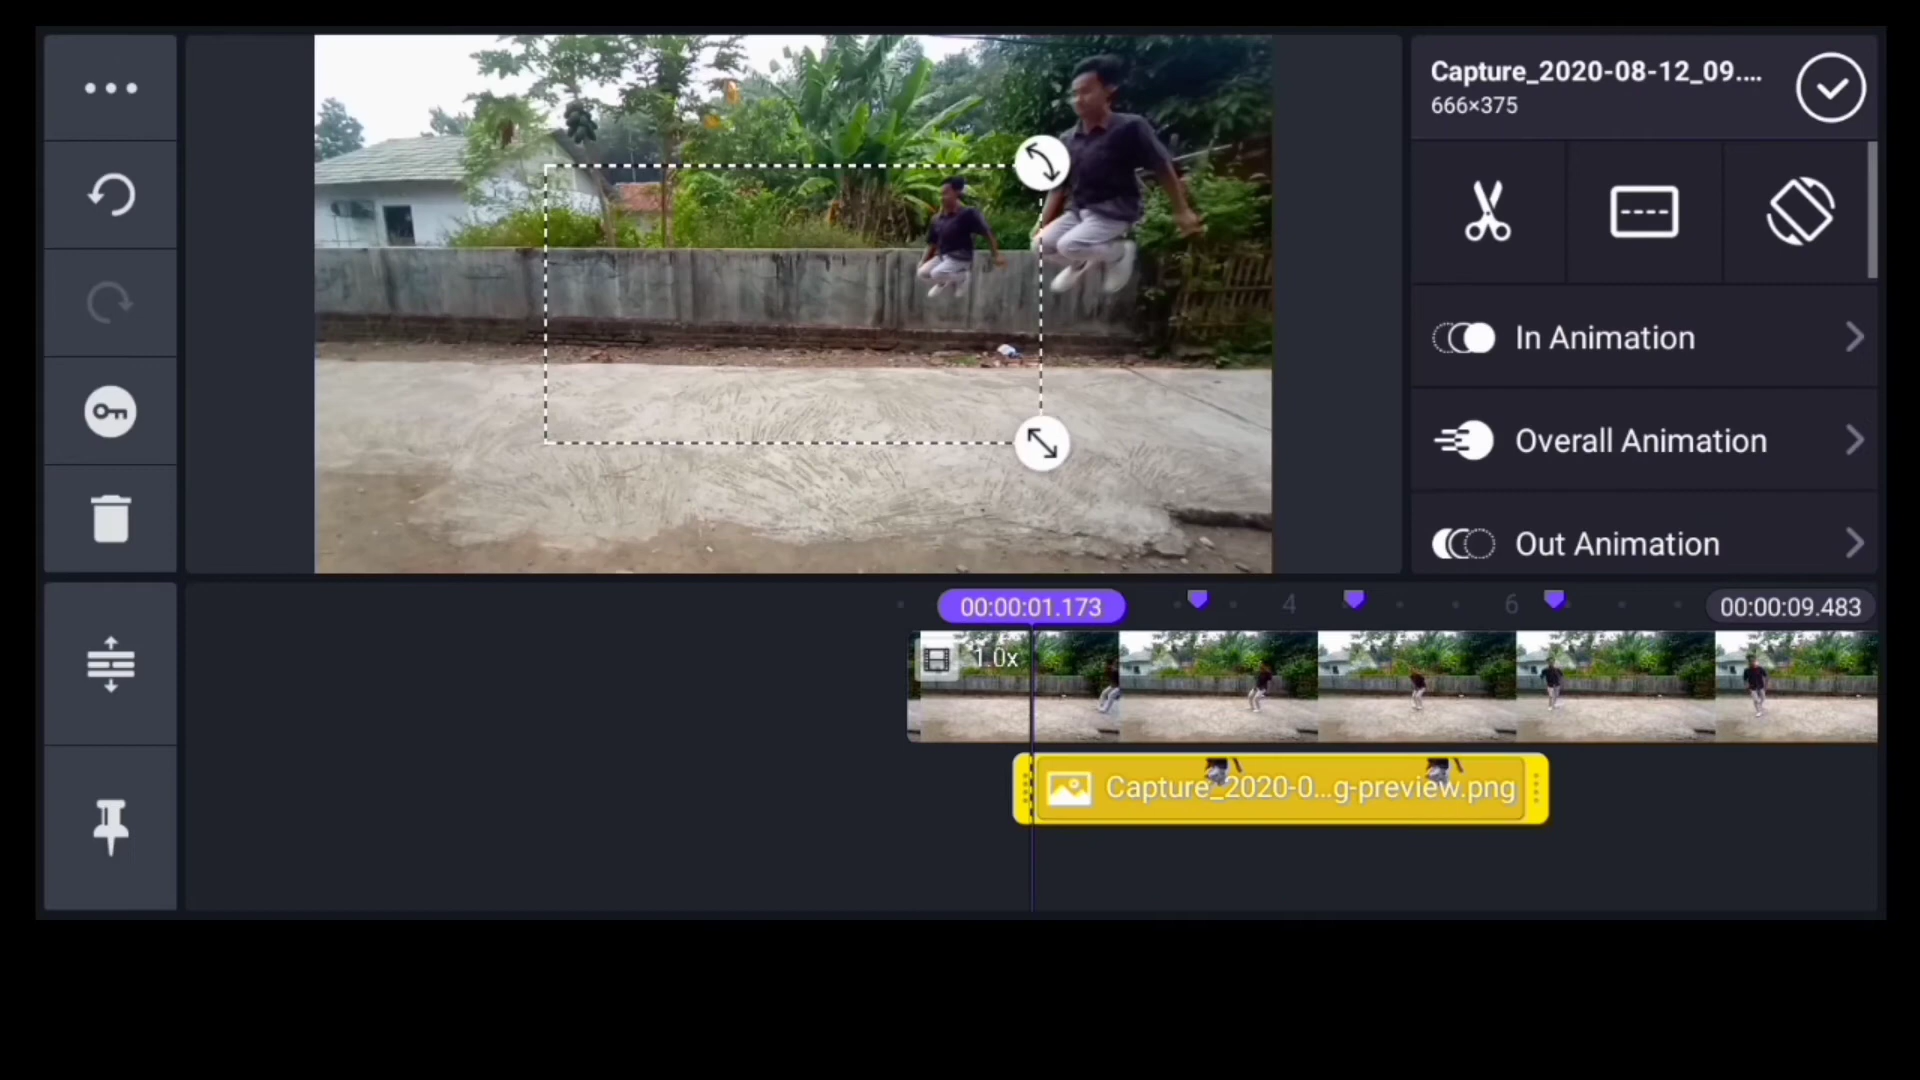 Capture_2020-08-12_09....
666×375
In Animation
Overall Animation
Out Animation
00:00:01.173
4
6
00:00:09.483
1.0x
Capture_2020-0...g-preview.png